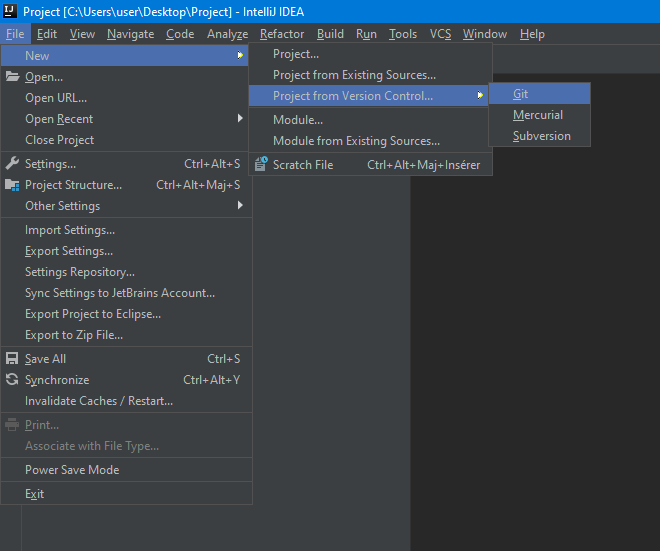 IJ
Project [C:\Users\user\Desktop\Project] - IntelliJ IDEA
File Edit View Navigate Code Analyze Refactor Build Run Tools VCS Window Help
New
Open...
Open URL...
Open Recent
Close Project
Settings... Ctrl+Alt+S
Project Structure... Ctrl+Alt+Maj+S
Other Settings
Import Settings...
Export Settings...
Settings Repository...
Sync Settings to JetBrains Account...
Export Project to Eclipse...
Export to Zip File...
Save All Ctrl+S
Synchronize Ctrl+Alt+Y
Invalidate Caches / Restart...
Print...
Associate with File Type...
Power Save Mode
Exit
Project...
Project from Existing Sources...
Project from Version Control...
Module...
Module from Existing Sources...
Scratch File Ctrl+Alt+Maj+Insérer
Git
Mercurial
Subversion